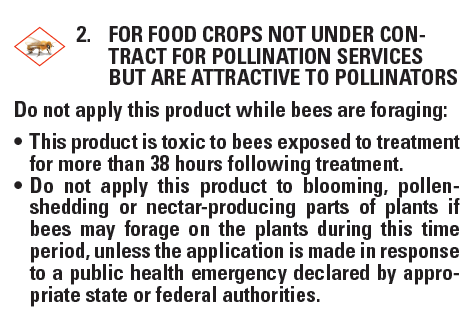 2. FOR FOOD CROPS NOT UNDER CON-
TRACT FOR POLLINATION SERVICES
BUT ARE ATTRACTIVE TO POLLINATORS
Do not apply this product while bees are foraging:
• This product is toxic to bees exposed to treatment
for more than 38 hours following treatment.
• Do not apply this product to blooming, pollen-
shedding or nectar-producing parts of plants if
bees may forage on the plants during this time
period, unless the application is made in response
to a public health emergency declared by appro-
priate state or federal authorities.